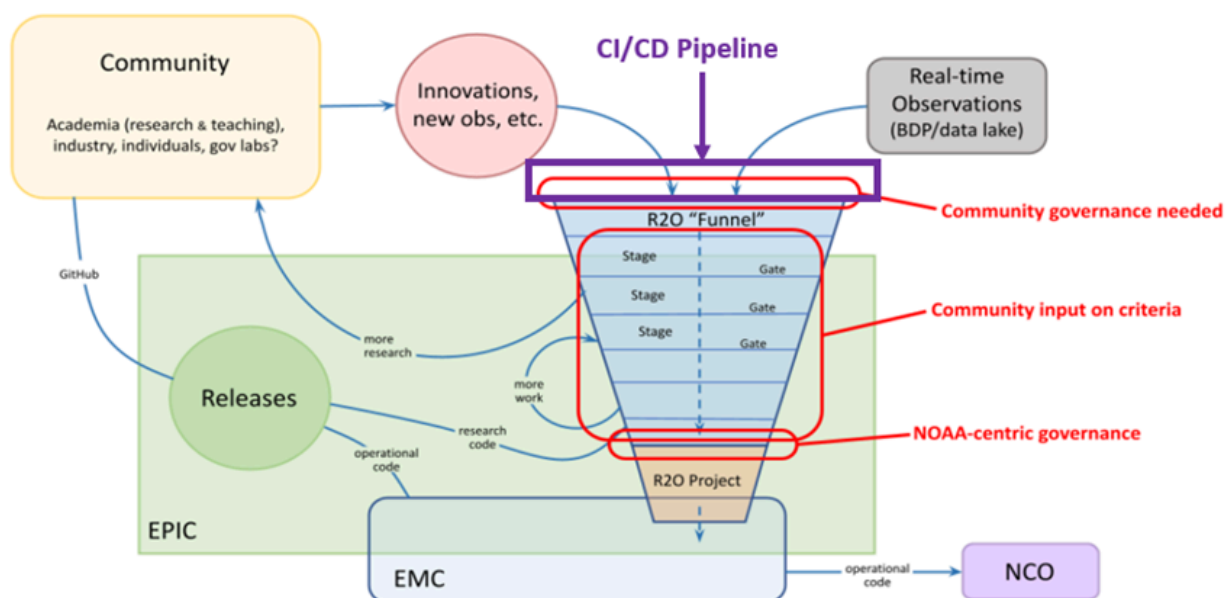 CI/CD Pipeline
Community
Academia (research & teaching),
industry, individuals, gov labs?
Innovations,
new obs, etc.
Real-time
Observations
(BDP/data lake)
Community governance needed
R2O "Funnel"
Stage
Gate
Stage
Gate
Stage
Gate
Community input on criteria
GitHub
more
research
more
work
Releases
research
code
operational
code
NOAA-centric governance
R2O Project
EPIC
EMC
operational
code
NCO